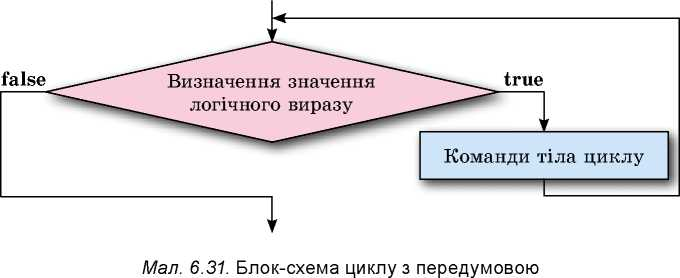 false
Визначення значення
логічного виразу
true
Команди тіла циклу
Мал. 6.31. Блок-схема циклу з передумовою